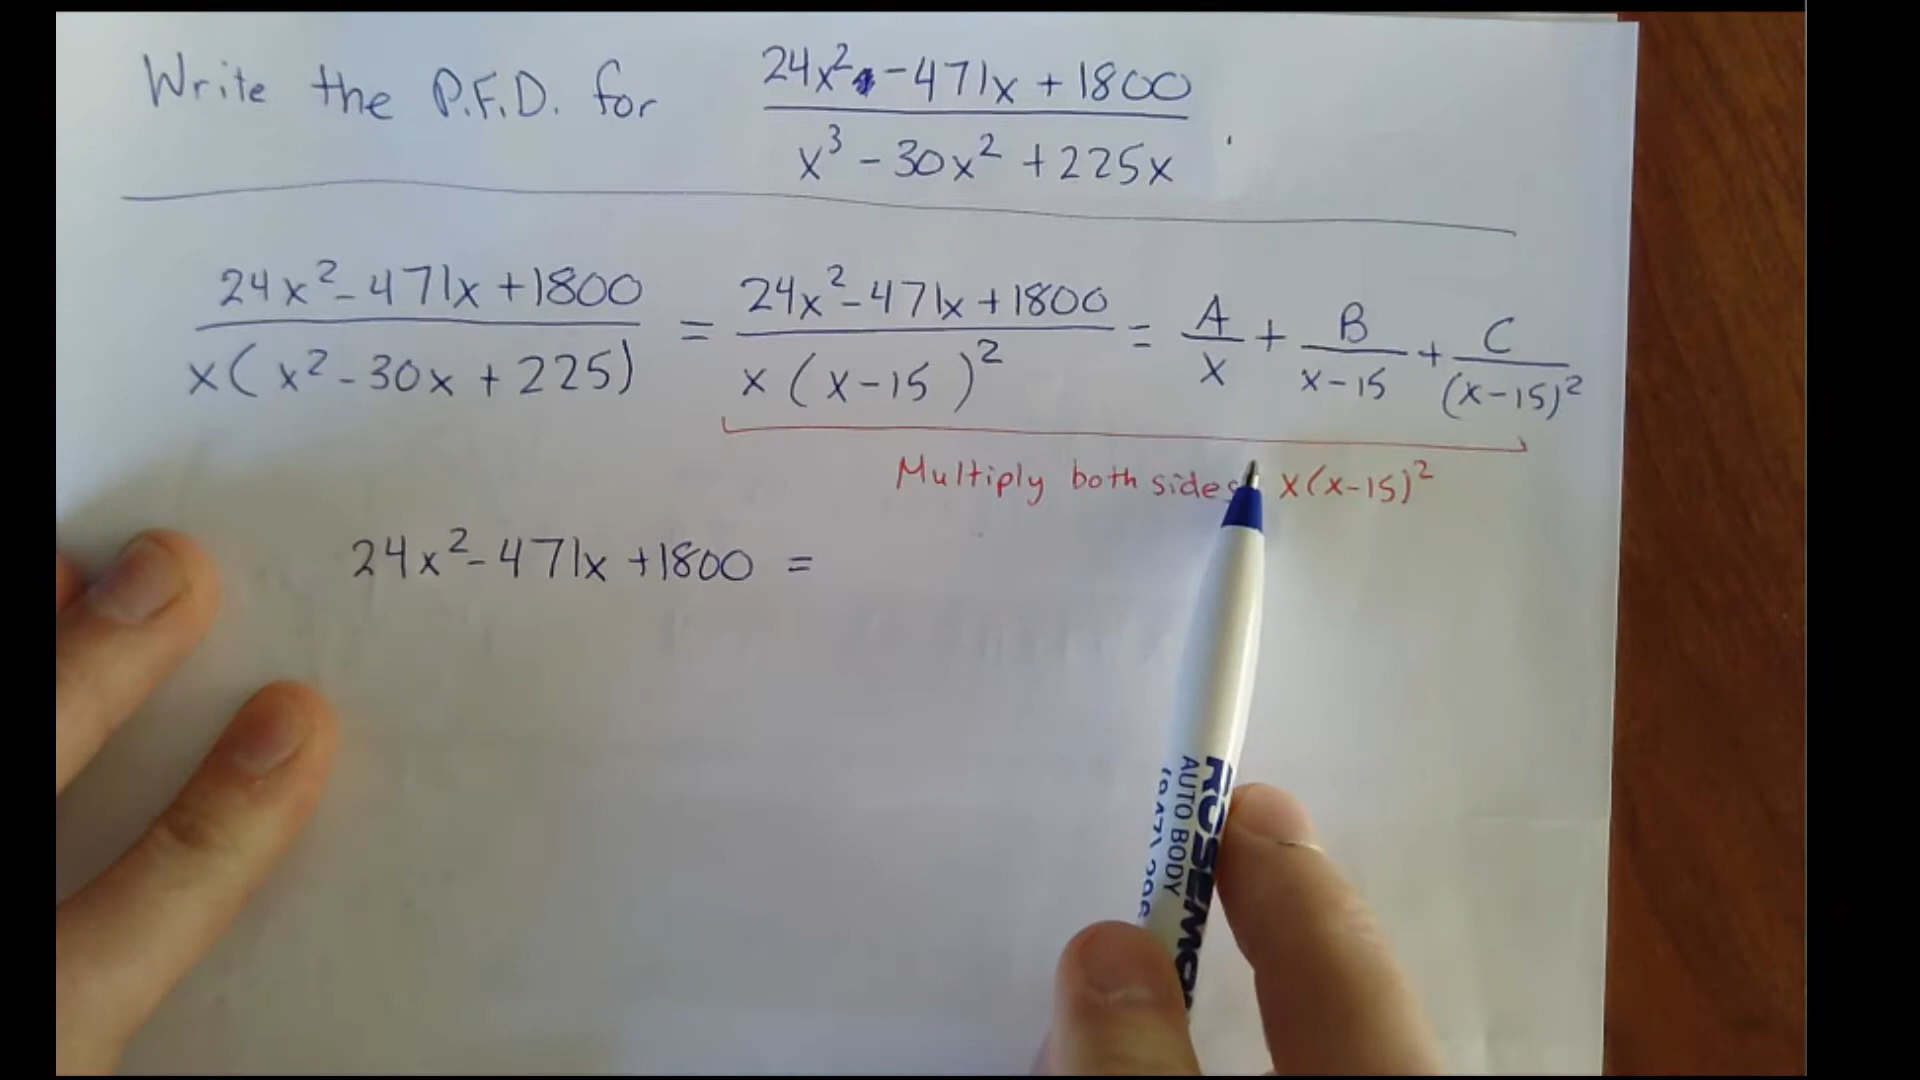 Write the P.F.D. for (24x² - 471x + 1800)/(x³ - 30x² + 225x).
(24x² - 471x + 1800)/(x(x² - 30x + 225)) = (24x² - 471x + 1800)/(x(x - 15)²) = A/x + B/(x - 15) + C/(x - 15)²
Multiply both sides x(x-15)²
24x² - 471x + 1800 =
AUTO BODY